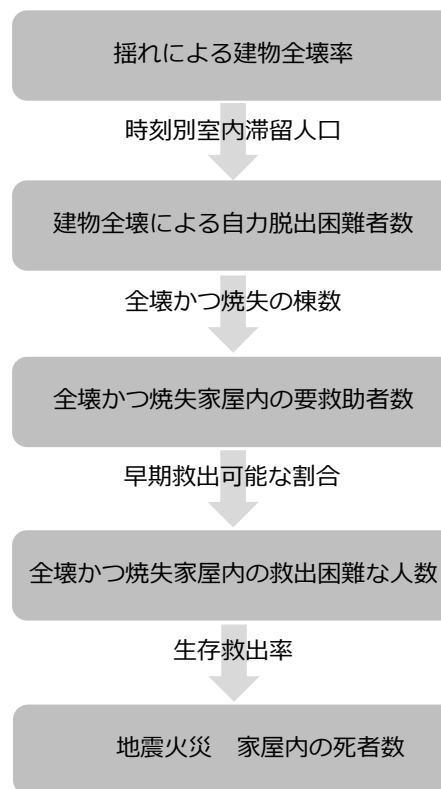 揺れによる建物全壊率
時刻別室内滞留人口
建物全壊による自力脱出困難者数
全壊かつ焼失の棟数
全壊かつ焼失家屋内の要救助者数
早期救出可能な割合
全壊かつ焼失家屋内の救出困難な人数
生存救出率
地震火災　家屋内の死者数